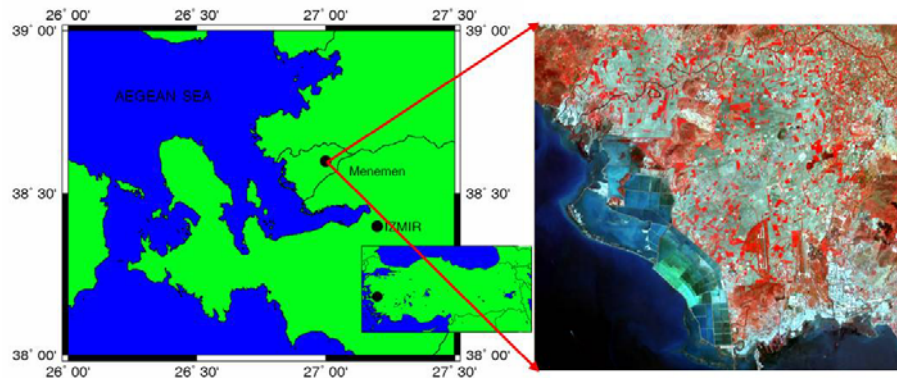 26° 00' 26° 30' 27° 00' 27° 30'
39° 00' 39° 00'
AEGEAN SEA
Menemen
38° 30' 38° 30'
IZMIR
38° 00' 38° 00'
26° 00' 26° 30' 27° 00' 27° 30'